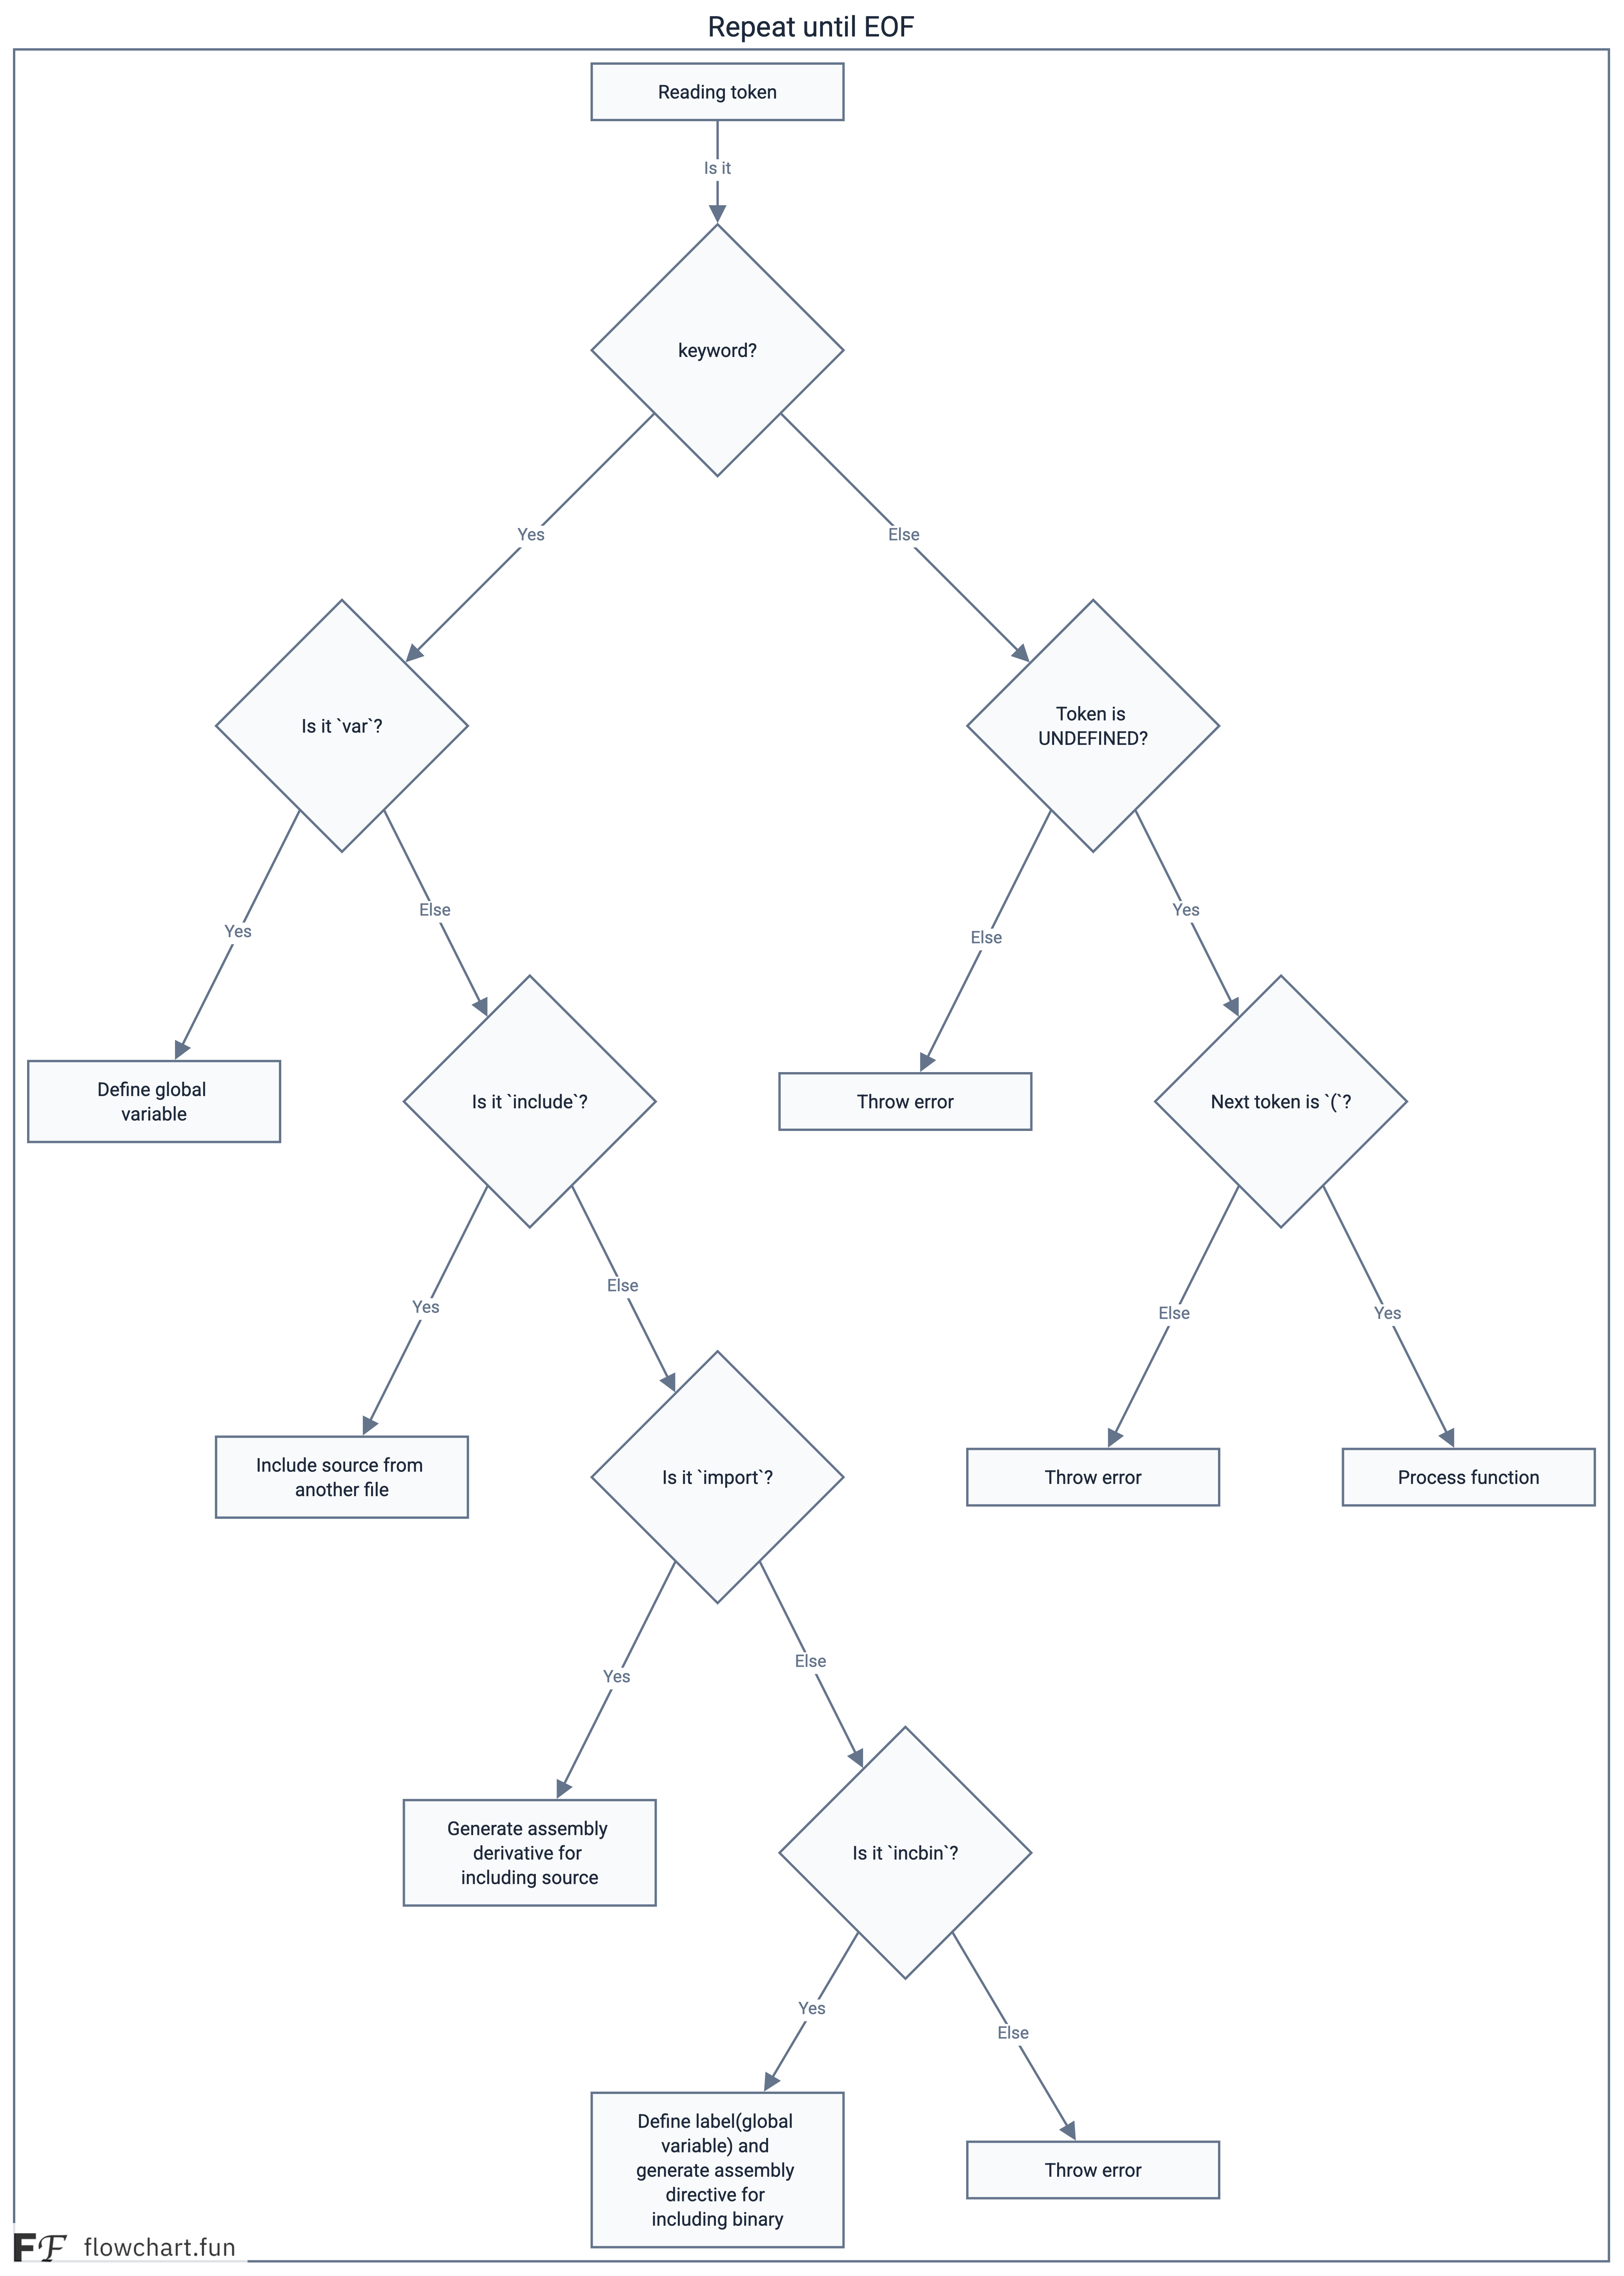 Repeat until EOF
Reading token
Is it
keyword?
Yes
Else
Is it `var`?
Token is
UNDEFINED?
Yes
Else
Else
Yes
Define global
variable
Is it `include`?
Throw error
Next token is `(`?
Yes
Else
Else
Yes
Include source from
another file
Is it `import`?
Throw error
Process function
Yes
Else
Generate assembly
derivative for
including source
Is it `incbin`?
Yes
Else
Define label(global
variable) and
generate assembly
directive for
including binary
Throw error
FF flowchart.fun